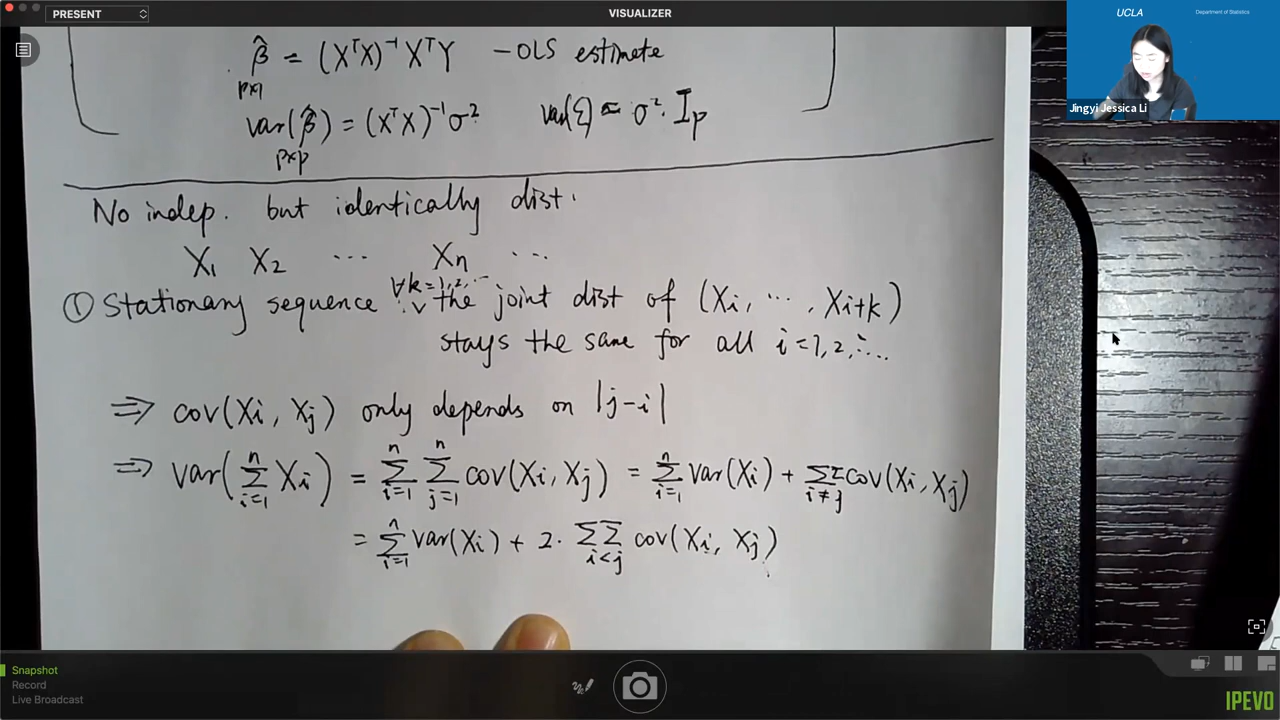 PRESENT
VISUALIZER
UCLA
Department of Statistics
Jingyi Jessica Li
β̂ = (XᵀX)⁻¹ XᵀY — OLS estimate
p×1
var(β̂) = (XᵀX)⁻¹σ² var(ε) = σ²· Ip
p×p
No indep. but identically dist.
X₁ X₂ ... Xn ...
∀k=1,2,...
① Stationary sequence : the joint dist of (Xi, ..., Xi+k)
stays the same for all i=1,2,...
⇒ cov(Xi, Xj) only depends on |j-i|
⇒ var(∑ⁿᵢ₌₁ Xi) = ∑ⁿᵢ₌₁ ∑ⁿⱼ₌₁ cov(Xi, Xj) = ∑ⁿᵢ₌₁ var(Xi) + ∑∑_{i≠j} cov(Xi, Xj)
= ∑ⁿᵢ₌₁ var(Xi) + 2· ∑∑_{i<j} cov(Xi, Xj)
Snapshot
Record
Live Broadcast
IPEVO